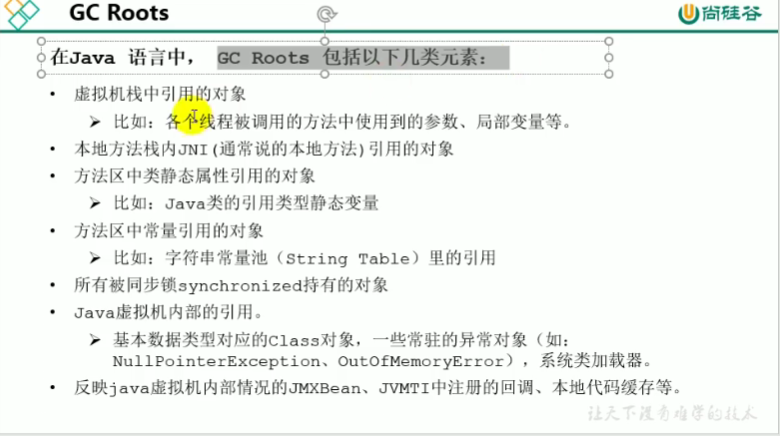 GC Roots
尚硅谷
在Java 语言中， GC Roots 包括以下几类元素：
• 虚拟机栈中引用的对象
➢ 比如：各个线程被调用的方法中使用到的参数、局部变量等。
• 本地方法栈内JNI(通常说的本地方法)引用的对象
• 方法区中类静态属性引用的对象
➢ 比如：Java类的引用类型静态变量
• 方法区中常量引用的对象
➢ 比如：字符串常量池（String Table）里的引用
• 所有被同步锁synchronized持有的对象
• Java虚拟机内部的引用。
➢ 基本数据类型对应的Class对象，一些常驻的异常对象（如：
NullPointerException、OutOfMemoryError），系统类加载器。
• 反映java虚拟机内部情况的JMXBean、JVMTI中注册的回调、本地代码缓存等。
让天下没有难学的技术